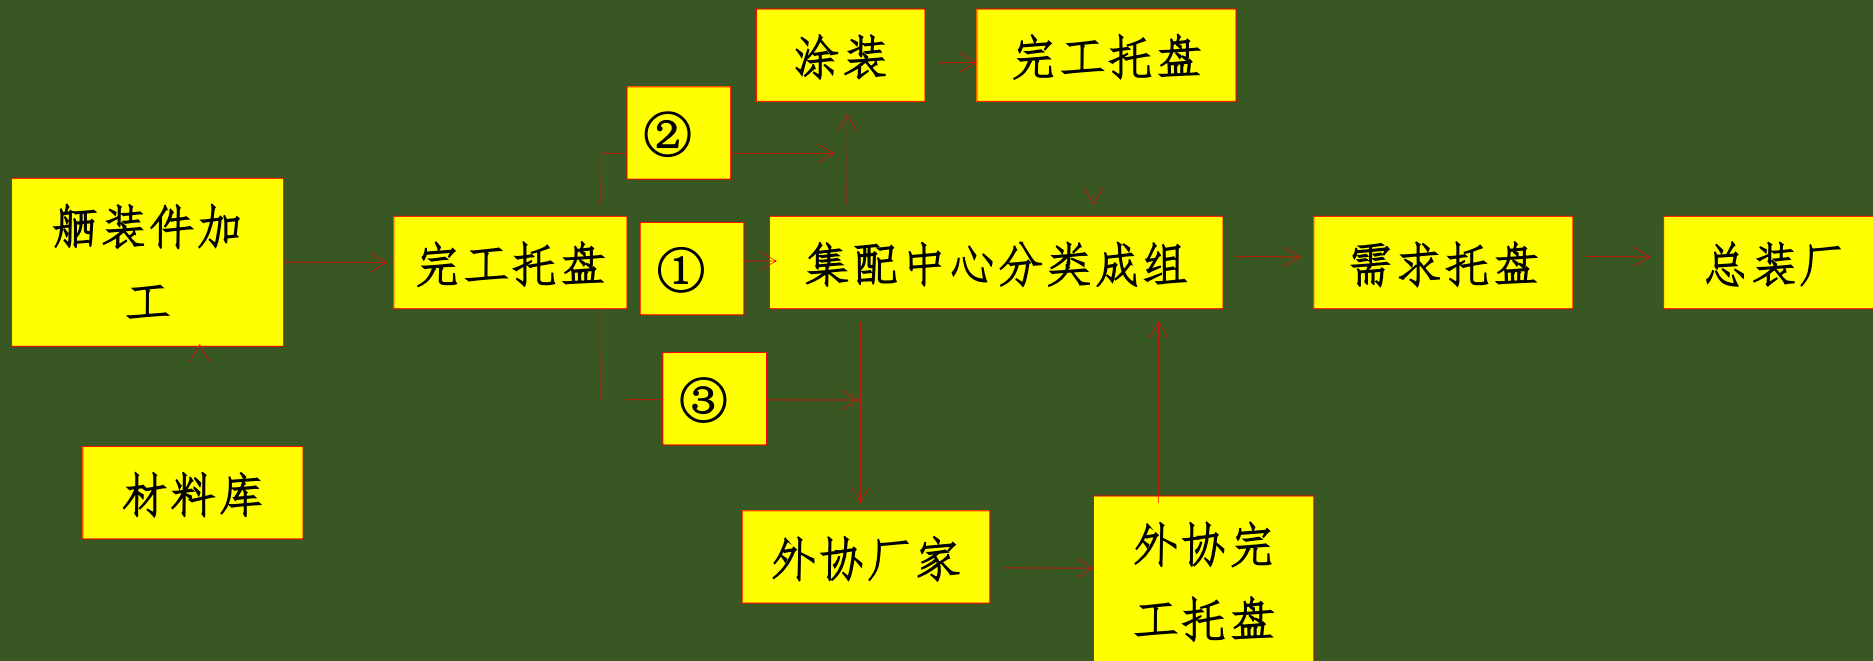 涂装
完工托盘
②
舾装件加
工
完工托盘
①
集配中心分类成组
需求托盘
总装厂
③
材料库
外协厂家
外协完
工托盘